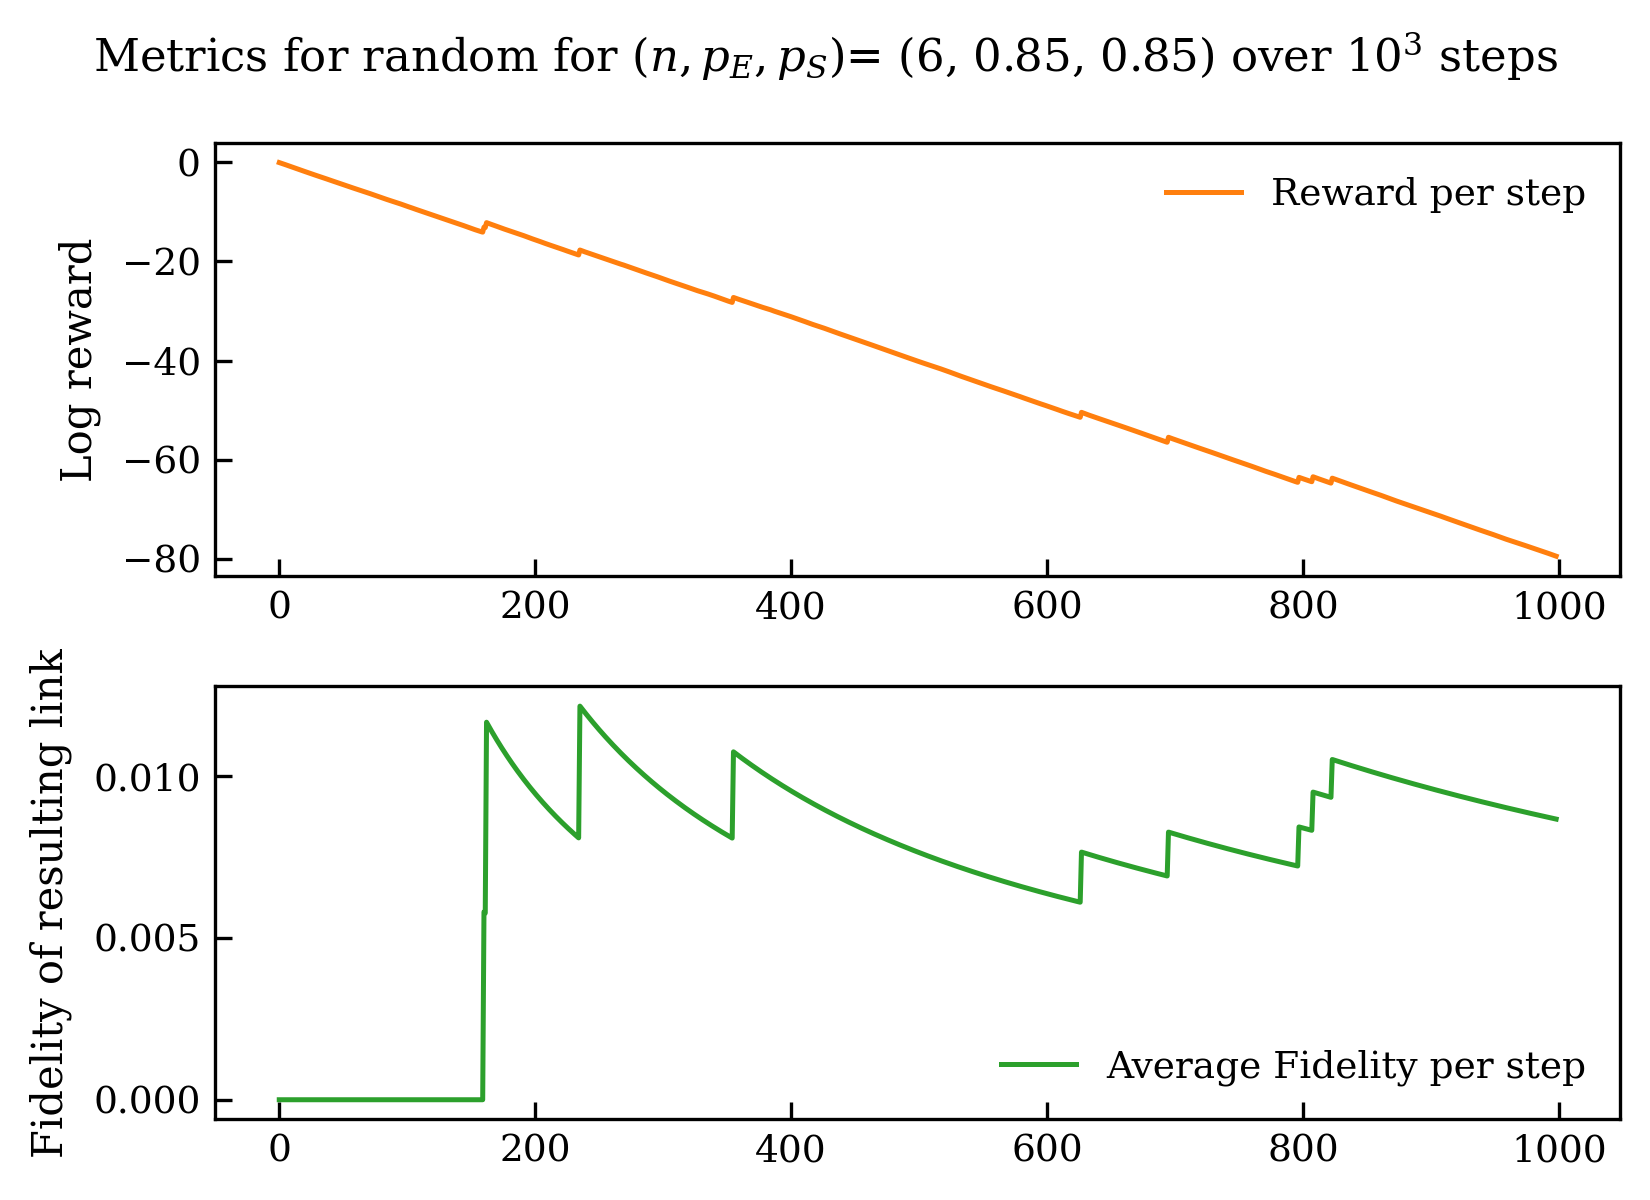 Metrics for random for (n, p_E, p_S)= (6, 0.85, 0.85) over 10³ steps
Log reward
0
−20
−40
−60
−80
Reward per step
0 200 400 600 800 1000
Fidelity of resulting link
0.010
0.005
0.000
Average Fidelity per step
0 200 400 600 800 1000